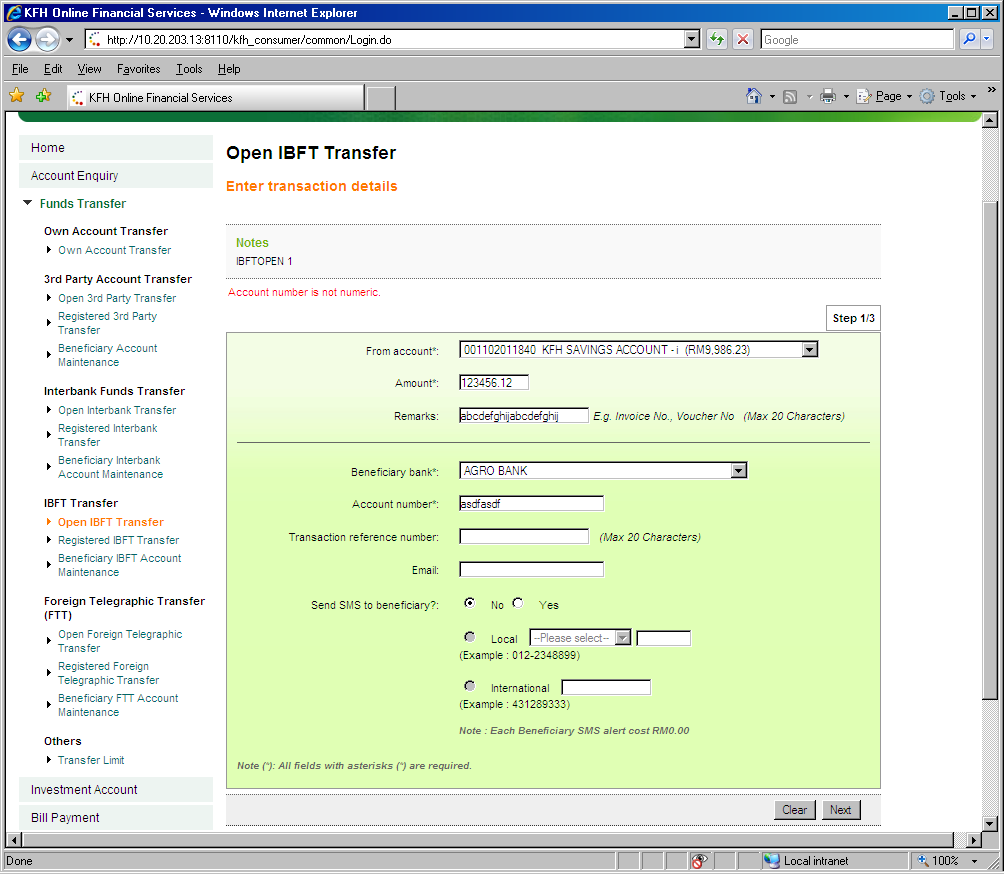 KFH Online Financial Services - Windows Internet Explorer
http://10.20.203.13:8110/kfh_consumer/common/Login.do
Google
File Edit View Favorites Tools Help
KFH Online Financial Services
Page Tools »
Home
Account Enquiry
Funds Transfer
Own Account Transfer
Own Account Transfer
3rd Party Account Transfer
Open 3rd Party Transfer
Registered 3rd Party
Transfer
Beneficiary Account
Maintenance
Interbank Funds Transfer
Open Interbank Transfer
Registered Interbank
Transfer
Beneficiary Interbank
Account Maintenance
IBFT Transfer
Open IBFT Transfer
Registered IBFT Transfer
Beneficiary IBFT Account
Maintenance
Foreign Telegraphic Transfer
(FTT)
Open Foreign Telegraphic
Transfer
Registered Foreign
Telegraphic Transfer
Beneficiary FTT Account
Maintenance
Others
Transfer Limit
Investment Account
Bill Payment
Open IBFT Transfer
Enter transaction details
Notes
IBFTOPEN 1
Account number is not numeric.
Step 1/3
From account*: 001102011840 KFH SAVINGS ACCOUNT - i (RM9,986.23)
Amount*: 123456.12
Remarks: abcdefghijabcdefghij E.g. Invoice No., Voucher No (Max 20 Characters)
Beneficiary bank*: AGRO BANK
Account number*: asdfasdf
Transaction reference number: (Max 20 Characters)
Email:
Send SMS to beneficiary?: No Yes
Local --Please select--
(Example : 012-2348899)
International
(Example : 431289333)
Note : Each Beneficiary SMS alert cost RM0.00
Note (*): All fields with asterisks (*) are required.
Clear Next
Done Local intranet 100%